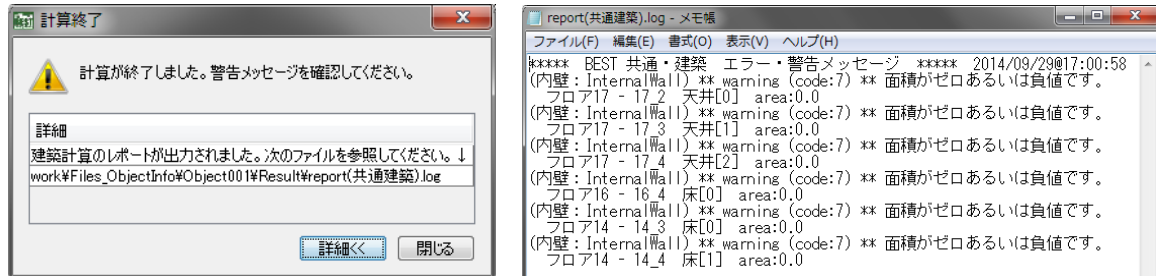 計算終了
計算が終了しました。警告メッセージを確認してください。
詳細
建築計算のレポートが出力されました。次のファイルを参照してください。↓
work¥Files_ObjectInfo¥Object001¥Result¥report(共通建築).log
詳細<<
閉じる
report(共通建築).log - メモ帳
ファイル(F) 編集(E) 書式(O) 表示(V) ヘルプ(H)
***** BEST 共通・建築 エラー・警告メッセージ ***** 2014/09/29@17:00:58
(内壁：InternalWall) ** warning (code:7) ** 面積がゼロあるいは負値です。
フロア17 - 17_2 天井[0] area:0.0
(内壁：InternalWall) ** warning (code:7) ** 面積がゼロあるいは負値です。
フロア17 - 17_3 天井[1] area:0.0
(内壁：InternalWall) ** warning (code:7) ** 面積がゼロあるいは負値です。
フロア17 - 17_4 天井[2] area:0.0
(内壁：InternalWall) ** warning (code:7) ** 面積がゼロあるいは負値です。
フロア16 - 16_4 床[0] area:0.0
(内壁：InternalWall) ** warning (code:7) ** 面積がゼロあるいは負値です。
フロア14 - 14_3 床[0] area:0.0
(内壁：InternalWall) ** warning (code:7) ** 面積がゼロあるいは負値です。
フロア14 - 14_4 床[1] area:0.0